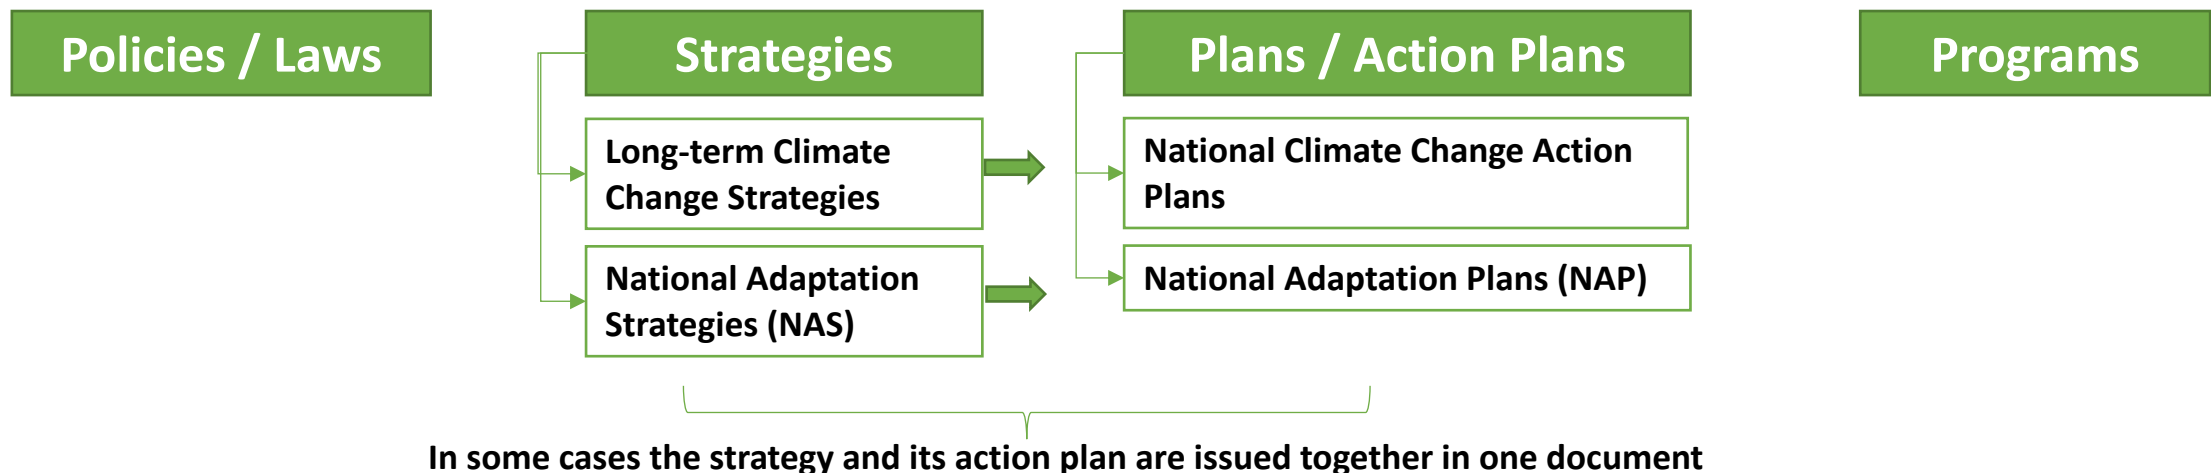 Policies / Laws
Strategies
Plans / Action Plans
Programs
Long-term Climate
Change Strategies
National Climate Change Action
Plans
National Adaptation
Strategies (NAS)
National Adaptation Plans (NAP)
In some cases the strategy and its action plan are issued together in one document